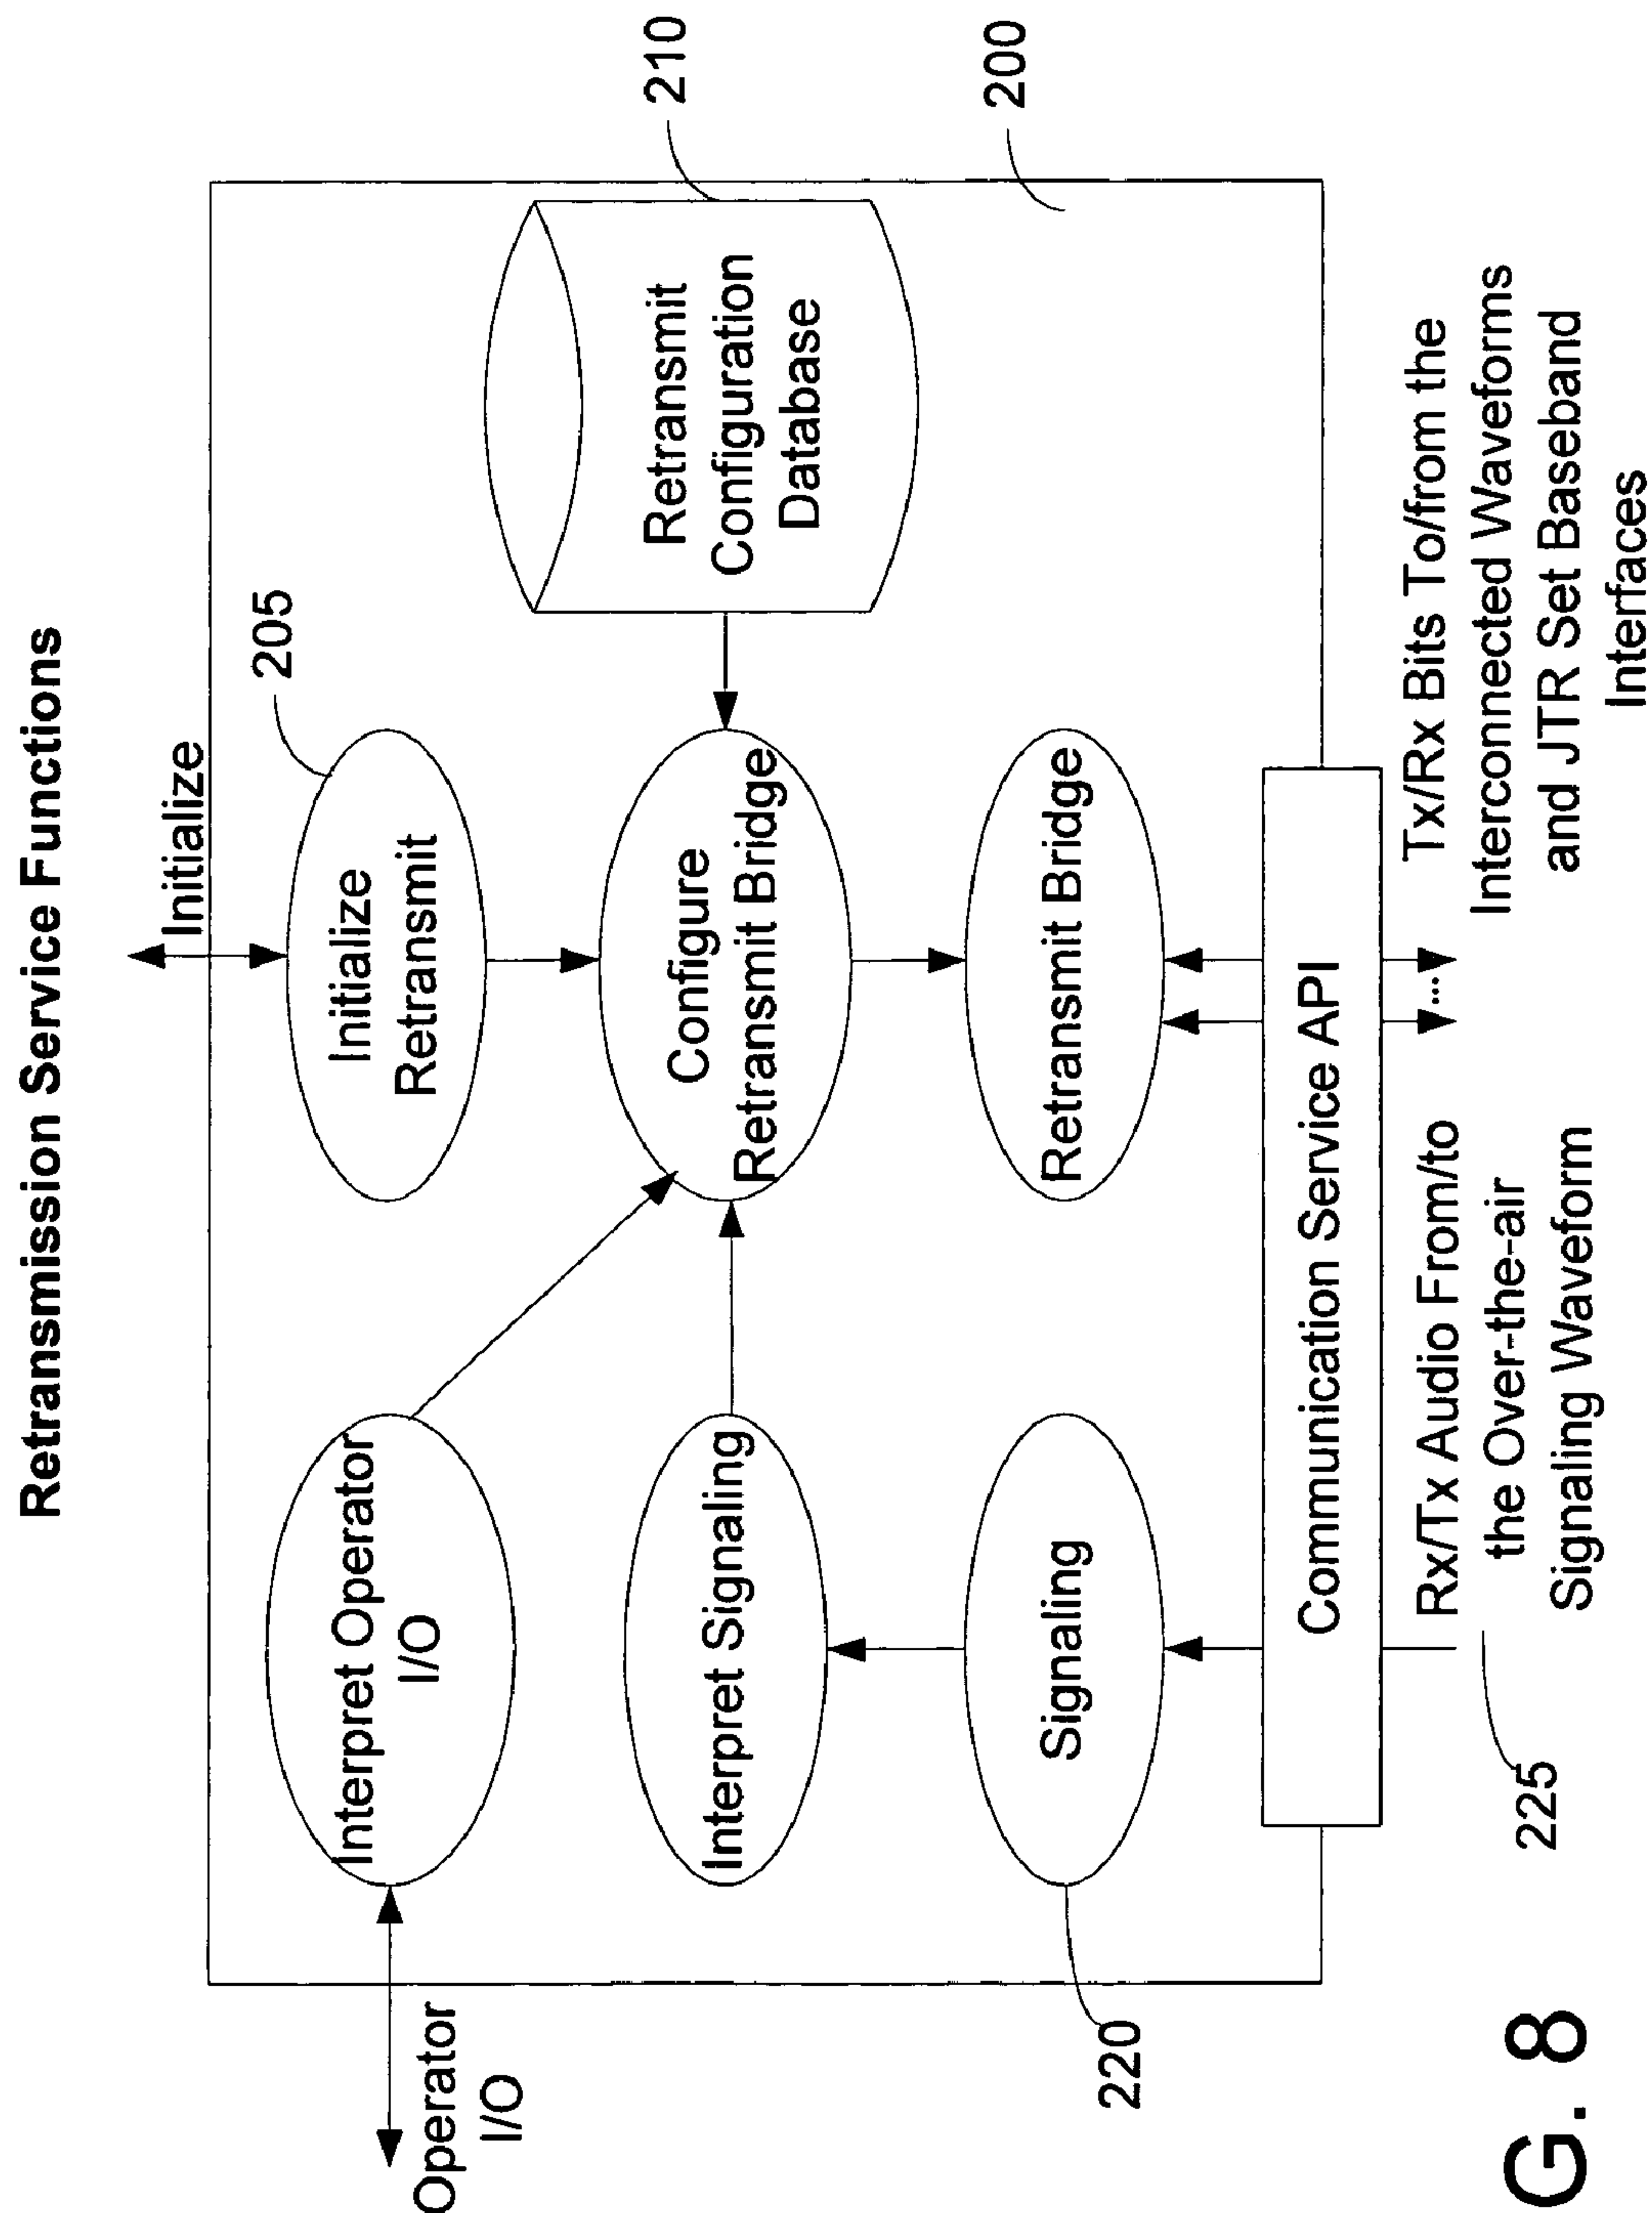 Retransmission Service Functions
Initialize
205
210
200
Operator
I/O
Interpret Operator
I/O
Initialize
Retransmit
Interpret Signaling
Configure
Retransmit Bridge
Retransmit
Configuration
Database
Signaling
Retransmit Bridge
220
Communication Service API
225
Rx/Tx Audio From/to
the Over-the-air
Signaling Waveform
....
Tx/Rx Bits To/from the
Interconnected Waveforms
and JTR Set Baseband
Interfaces
G. 8